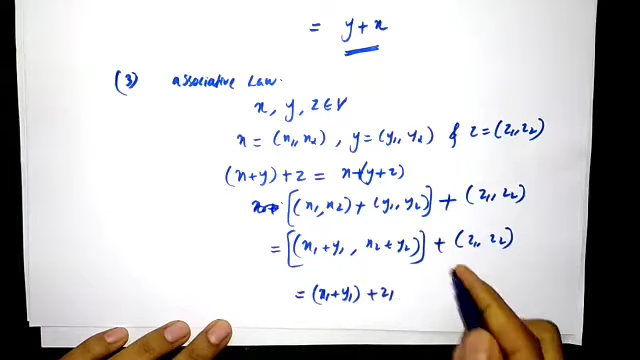 = y + x
(3) associative Law.
x, y, z ∈ V
x = (x₁, x₂) , y = (y₁, y₂) & z = (z₁, z₂)
(x+y) + z = x+(y+z)
[(x₁, x₂) + (y₁, y₂)] + (z₁, z₂)
= [(x₁ + y₁ , x₂ + y₂)] + (z₁, z₂)
= (x₁ + y₁) + z₁